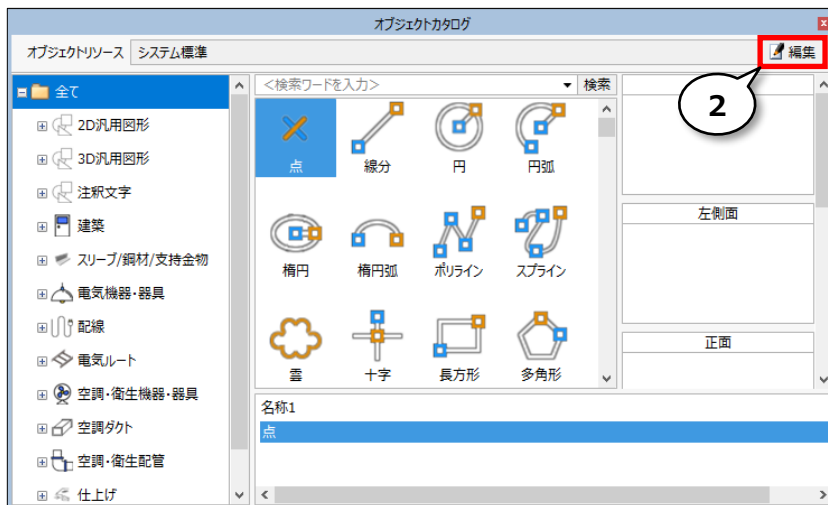 オブジェクトカタログ
オブジェクトリソース システム標準 編集
2
全て
2D汎用図形
3D汎用図形
注釈文字
建築
スリーブ/鋼材/支持金物
電気機器・器具
配線
電気ルート
空調・衛生機器・器具
空調ダクト
空調・衛生配管
仕上げ
<検索ワードを入力> 検索
点 線分 円 円弧
楕円 楕円弧 ポリライン スプライン
雲 十字 長方形 多角形
名称1
点
左側面
正面